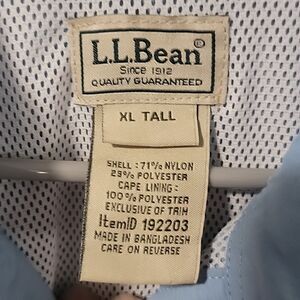 L.L.Bean®
Since 1912
QUALITY GUARANTEED
XL TALL
SHELL: 71% NYLON
29% POLYESTER
CAPE LINING:
100% POLYESTER
EXCLUSIVE OF TRIM
ItemID 192203
MADE IN BANGLADESH
CARE ON REVERSE